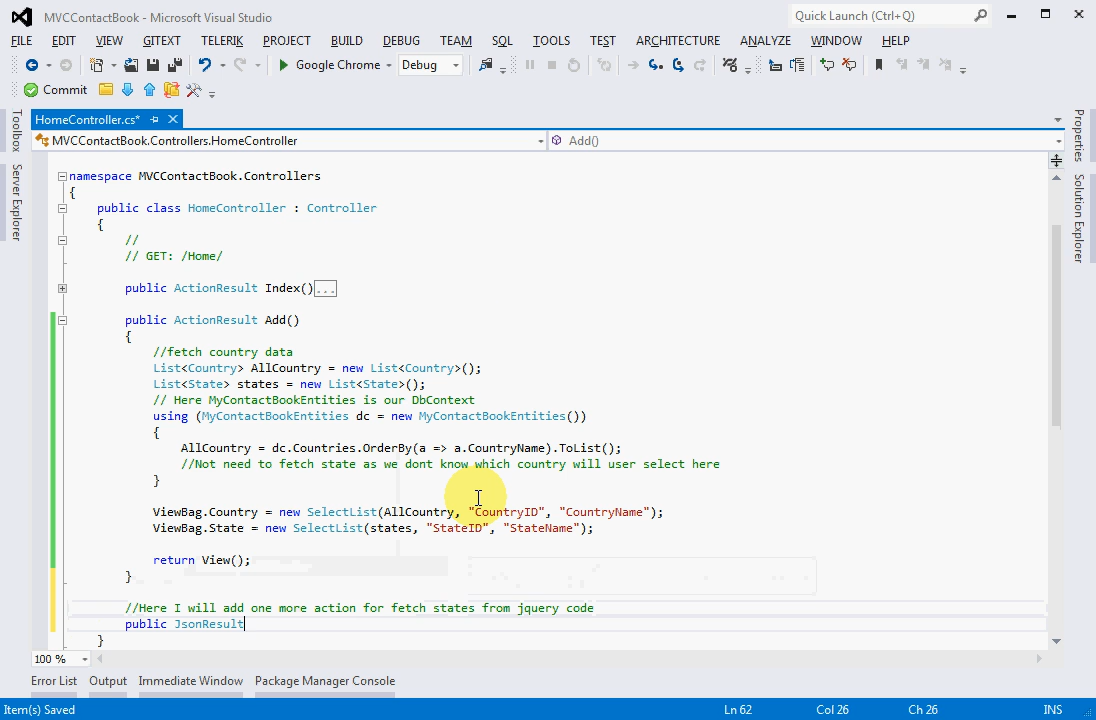 MVCContactBook - Microsoft Visual Studio
Quick Launch (Ctrl+Q)
FILE EDIT VIEW GITEXT TELERIK PROJECT BUILD DEBUG TEAM SQL TOOLS TEST ARCHITECTURE ANALYZE WINDOW HELP
Google Chrome Debug
Commit
HomeController.cs*
MVCContactBook.Controllers.HomeController
Add()
Toolbox
Server Explorer
Properties
Solution Explorer
namespace MVCContactBook.Controllers
{
public class HomeController : Controller
{
//
// GET: /Home/
public ActionResult Index()...
public ActionResult Add()
{
//fetch country data
List<Country> AllCountry = new List<Country>();
List<State> states = new List<State>();
// Here MyContactBookEntities is our DbContext
using (MyContactBookEntities dc = new MyContactBookEntities())
{
AllCountry = dc.Countries.OrderBy(a => a.CountryName).ToList();
//Not need to fetch state as we dont know which country will user select here
}
ViewBag.Country = new SelectList(AllCountry, "CountryID", "CountryName");
ViewBag.State = new SelectList(states, "StateID", "StateName");
return View();
}
//Here I will add one more action for fetch states from jquery code
public JsonResult
}
100 %
Error List Output Immediate Window Package Manager Console
Item(s) Saved Ln 62 Col 26 Ch 26 INS